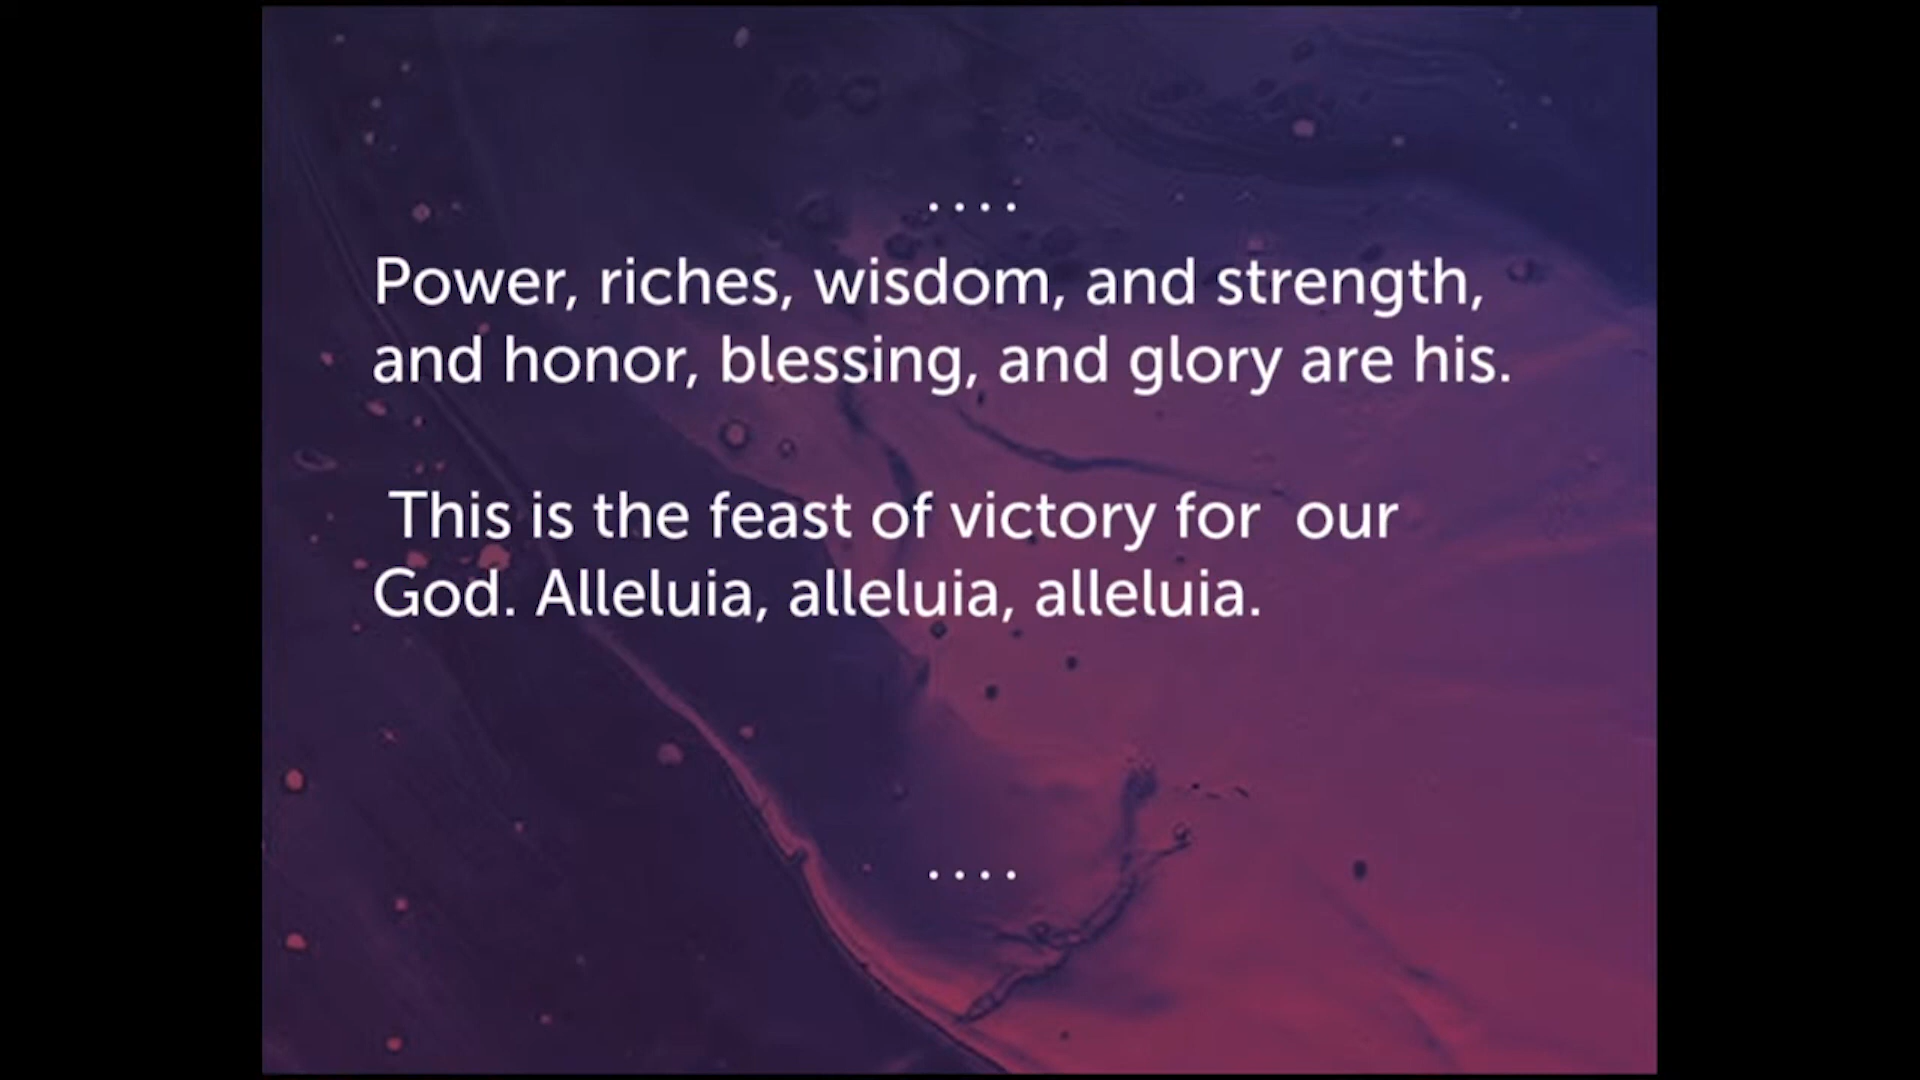 ....
Power, riches, wisdom, and strength,
and honor, blessing, and glory are his.
This is the feast of victory for  our
God. Alleluia, alleluia, alleluia.
....